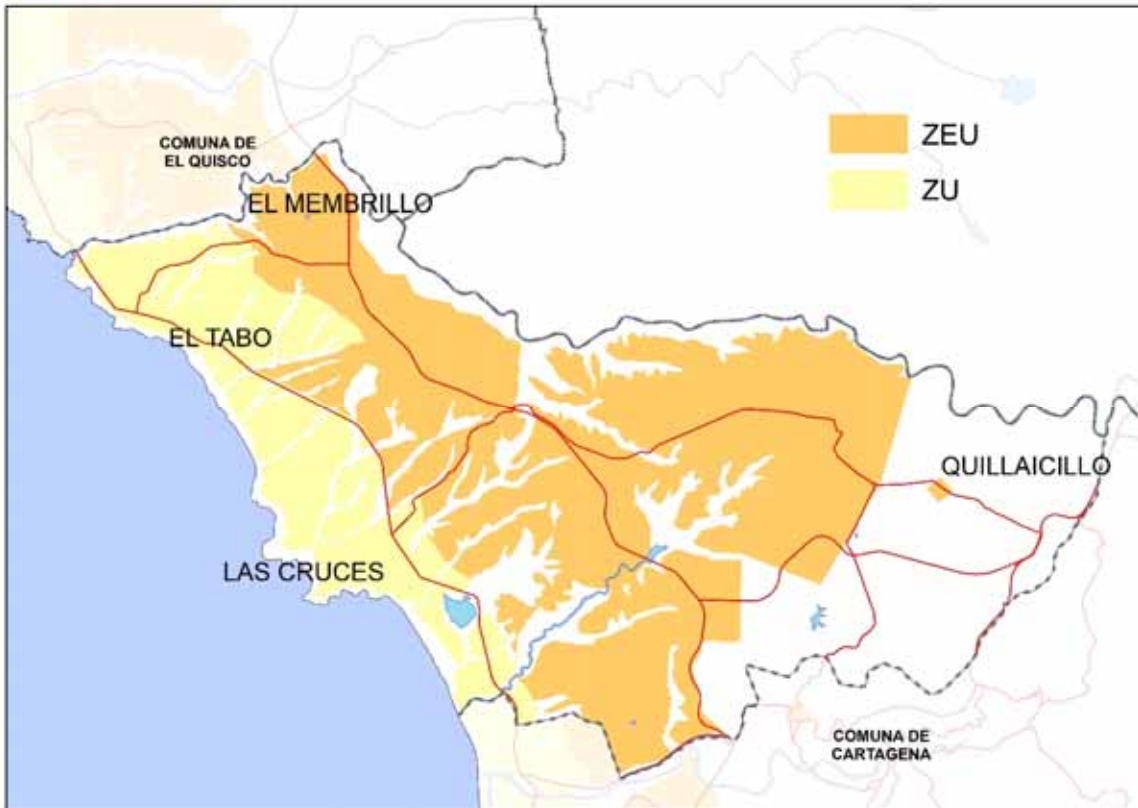 COMUNA DE
EL QUISCO
ZEU
EL MEMBRILLO
ZU
EL TABO
QUILLAICILLO
LAS CRUCES
COMUNA DE
CARTAGENA